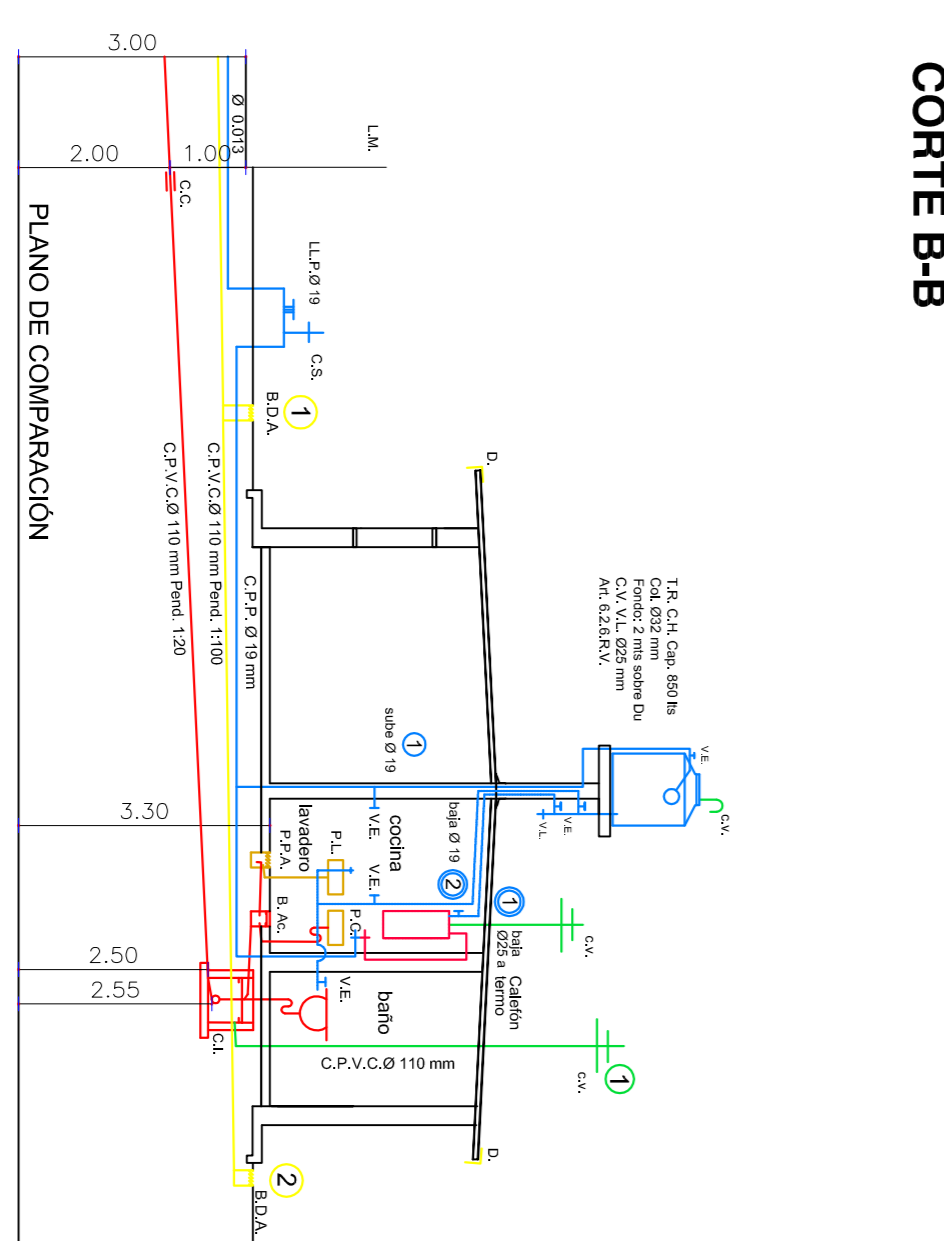 CORTE B-B
T.R. C.H. Cap. 850 lts
Col. Ø32 mm
Fondo: 2 mts sobre Du
C.V. V.L. Ø25 mm
Art. 6.2.6.R.V.
V.E.
C.V.
V.L.
V.E.
C.V.
C.V.
1
D.
D.
1
sube Ø 19
baja Ø 19
2
1
baja
Ø25 a termo
Calefón
cocina
V.E.
V.E.
lavadero
P.L.
P.P.A.
B. Ac.
P.C.
V.E.
baño
C.P.V.C.Ø 110 mm
C.I.
L.M.
Ø 0.013
LL.P.Ø 19
C.S.
1
B.D.A.
2
B.D.A.
C.C.
C.P.P. Ø 19 mm
C.P.V.C.Ø 110 mm Pend. 1:100
C.P.V.C.Ø 110 mm Pend. 1:20
3.00
2.00
1.00
3.30
2.50
2.55
PLANO DE COMPARACIÓN